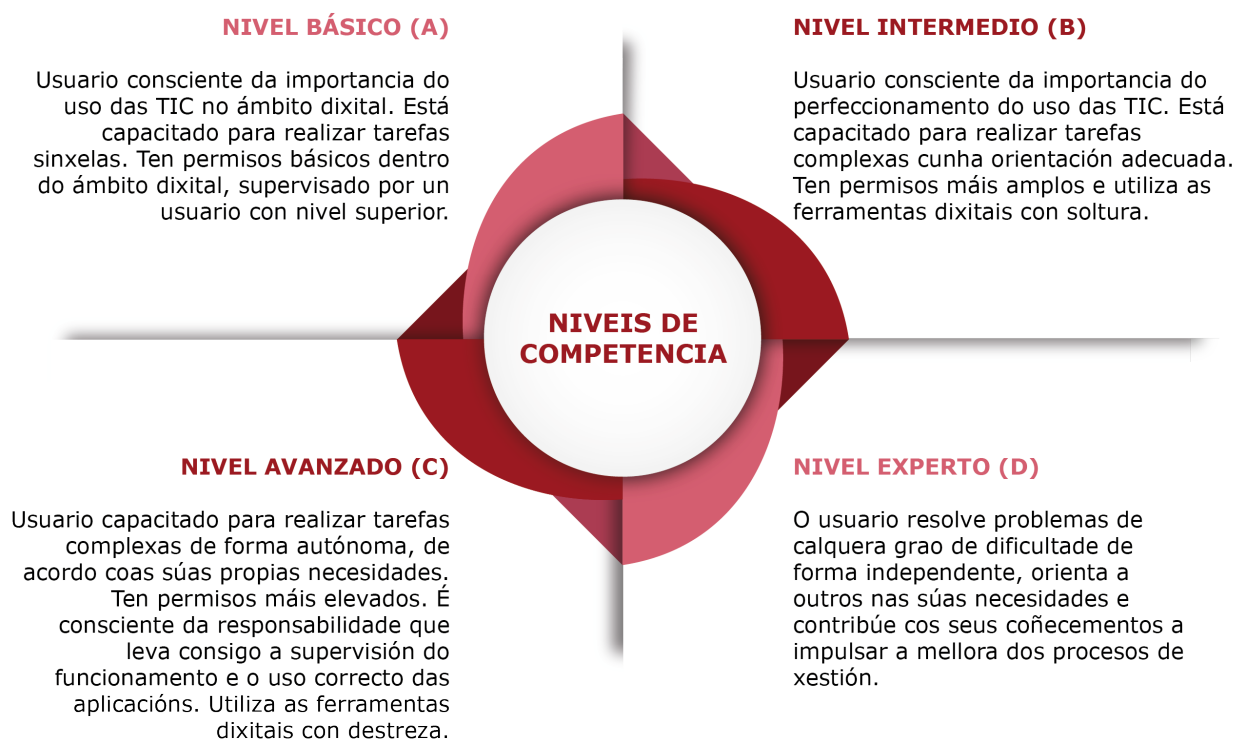 NIVEL BÁSICO (A)
Usuario consciente da importancia do
uso das TIC no ámbito dixital. Está
capacitado para realizar tarefas
sinxelas. Ten permisos básicos dentro
do ámbito dixital, supervisado por un
usuario con nivel superior.
NIVEL INTERMEDIO (B)
Usuario consciente da importancia do
perfeccionamento do uso das TIC. Está
capacitado para realizar tarefas
complexas cunha orientación adecuada.
Ten permisos máis amplos e utiliza as
ferramentas dixitais con soltura.
NIVEIS DE
COMPETENCIA
NIVEL AVANZADO (C)
Usuario capacitado para realizar tarefas
complexas de forma autónoma, de
acordo coas súas propias necesidades.
Ten permisos máis elevados. É
consciente da responsabilidade que
leva consigo a supervisión do
funcionamento e o uso correcto das
aplicacións. Utiliza as ferramentas
dixitais con destreza.
NIVEL EXPERTO (D)
O usuario resolve problemas de
calquera grao de dificultade de
forma independente, orienta a
outros nas súas necesidades e
contribúe cos seus coñecementos a
impulsar a mellora dos procesos de
xestión.